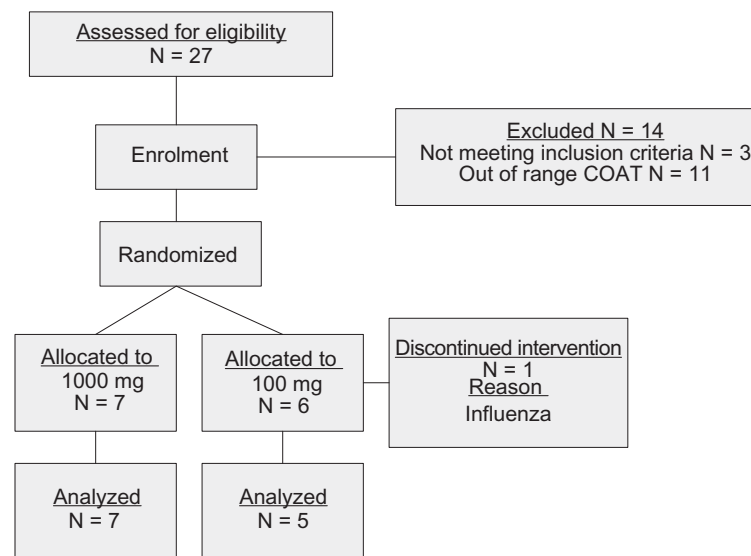 Assessed for eligibility
N = 27
Enrolment
Excluded N = 14
Not meeting inclusion criteria N = 3
Out of range COAT N = 11
Randomized
Allocated to
1000 mg
N = 7
Allocated to
100 mg
N = 6
Discontinued intervention
N = 1
Reason
Influenza
Analyzed
N = 7
Analyzed
N = 5